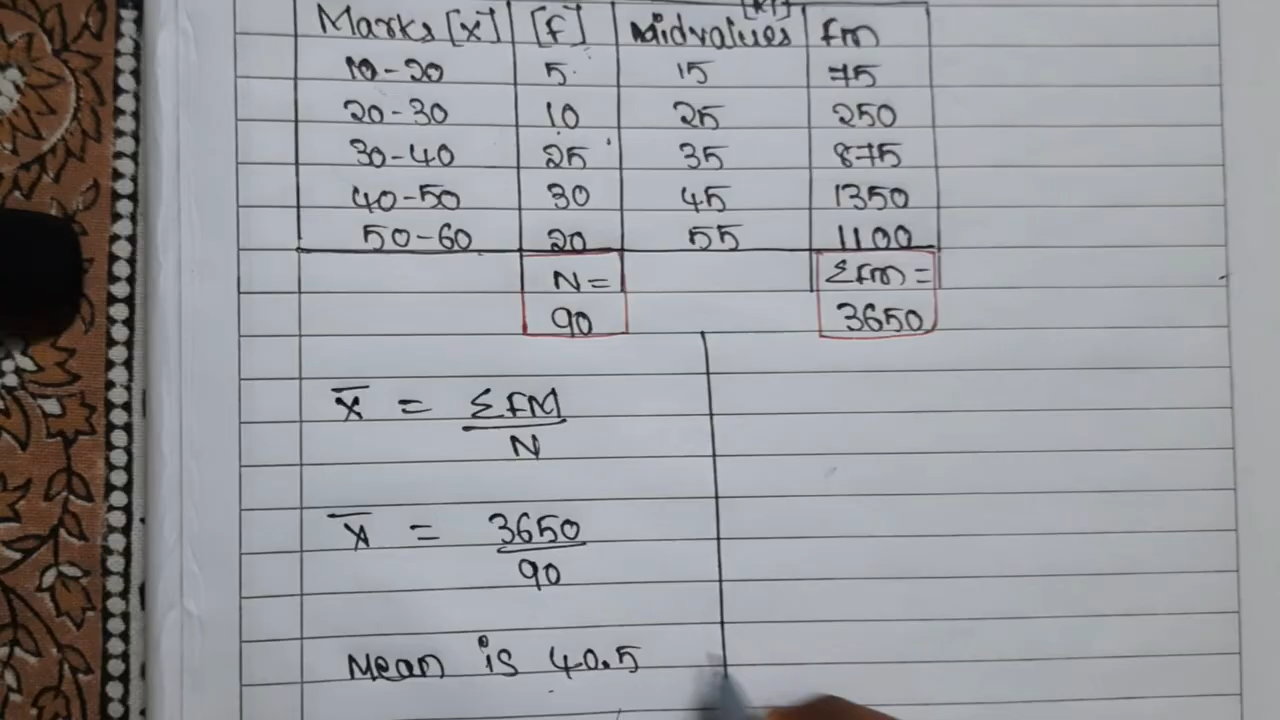 Marks [x] [f] Midvalues [M] fm
10-20 5 15 75
20-30 10 25 250
30-40 25 35 875
40-50 30 45 1350
50-60 20 55 1100
N= Σfm=
90 3650
X̅ = ΣFM
N
X̅ = 3650
90
Mean is 40.5